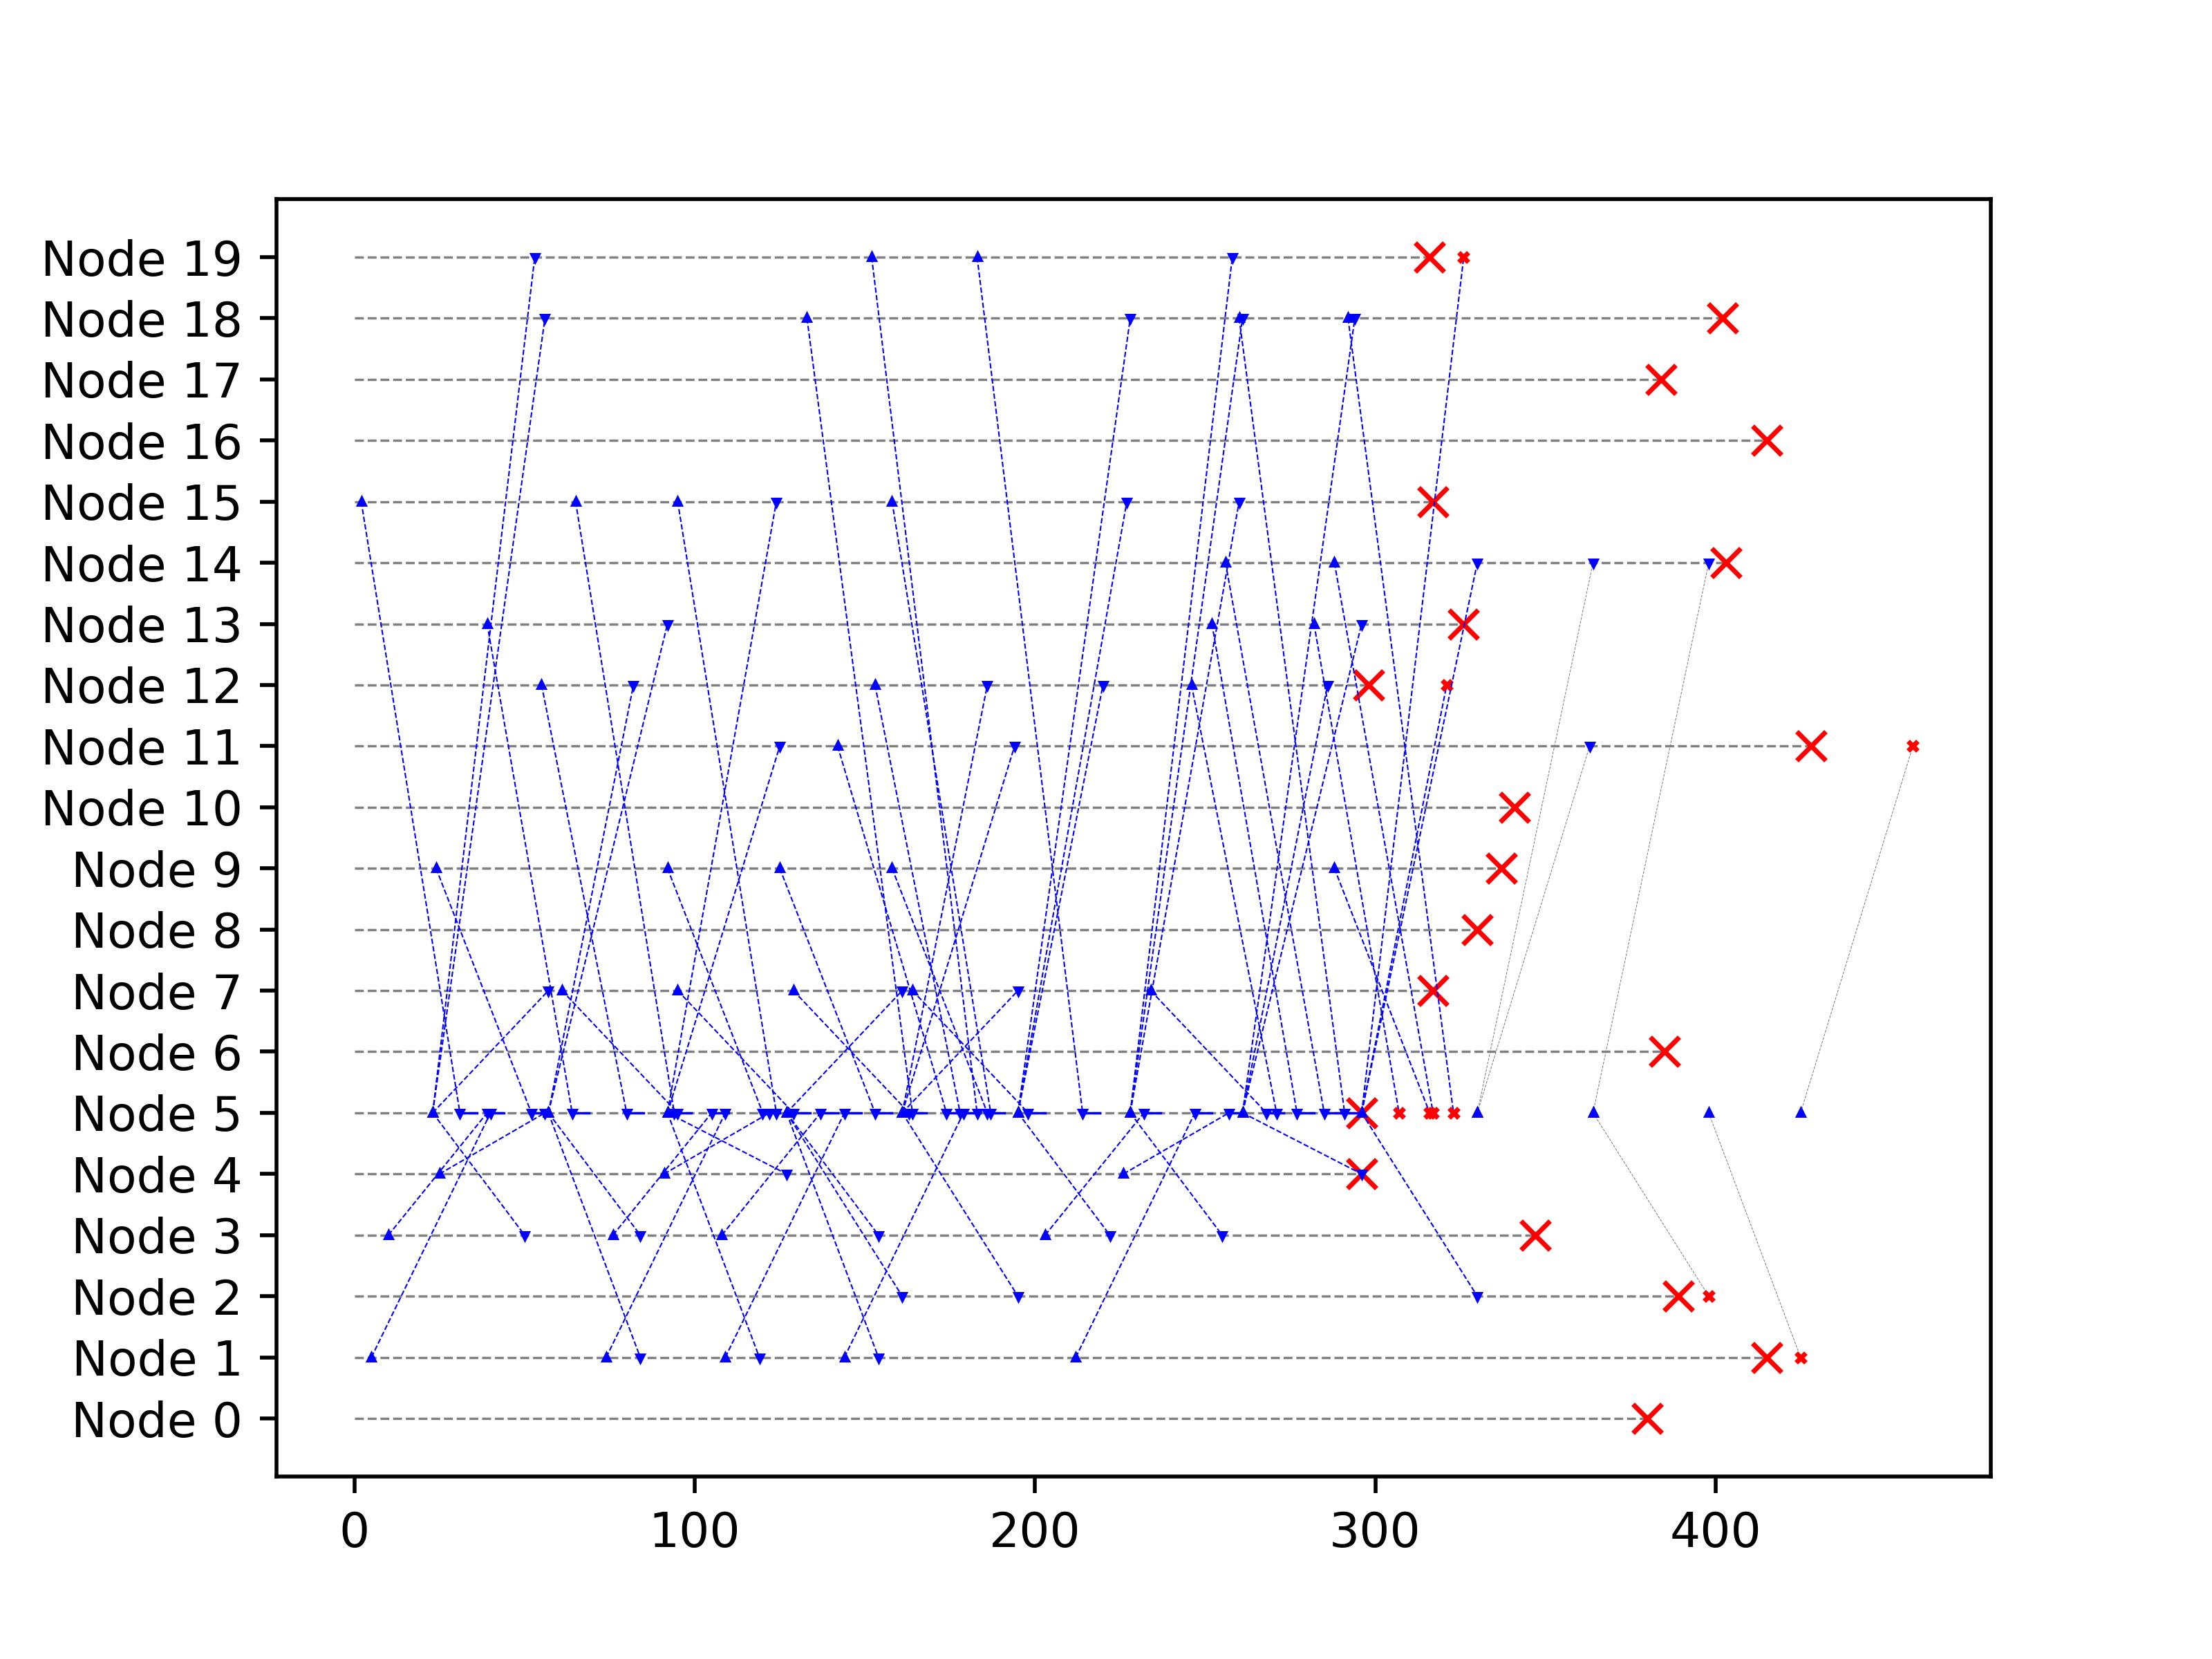 Node 19
Node 18
Node 17
Node 16
Node 15
Node 14
Node 13
Node 12
Node 11
Node 10
Node 9
Node 8
Node 7
Node 6
Node 5
Node 4
Node 3
Node 2
Node 1
Node 0
0 100 200 300 400